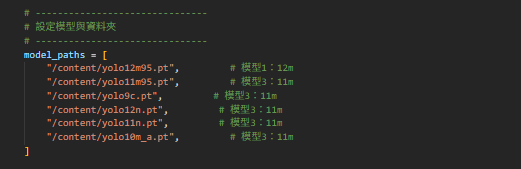 # -------------------------------
# 設定模型與資料夾
# -------------------------------
model_paths = [
    "/content/yolo12m95.pt",         # 模型1：12m
    "/content/yolo11m95.pt",         # 模型3：11m
    "/content/yolo9c.pt",         # 模型3：11m
    "/content/yolo12n.pt",         # 模型3：11m
    "/content/yolo11n.pt",         # 模型3：11m
    "/content/yolo10m_a.pt",         # 模型3：11m
]